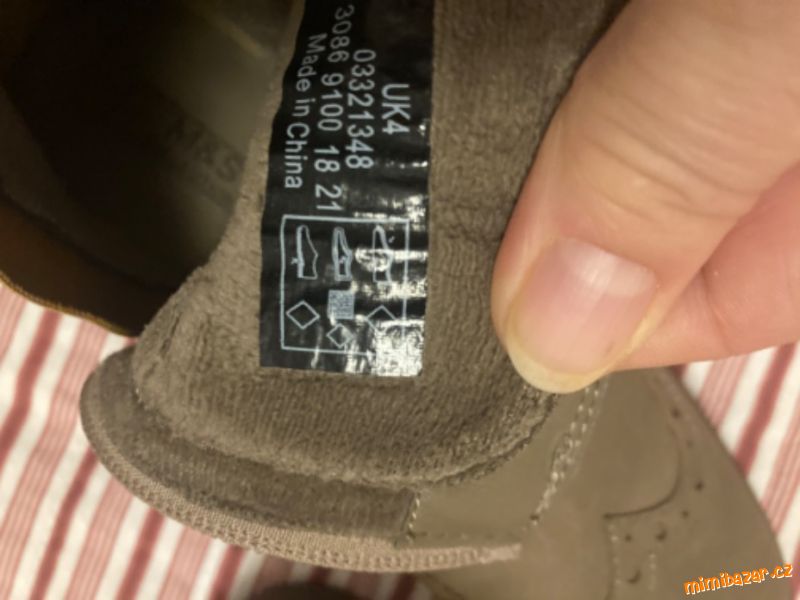 UK4
03321348
3086 9100 18 21
Made in China
mimibazar.cz